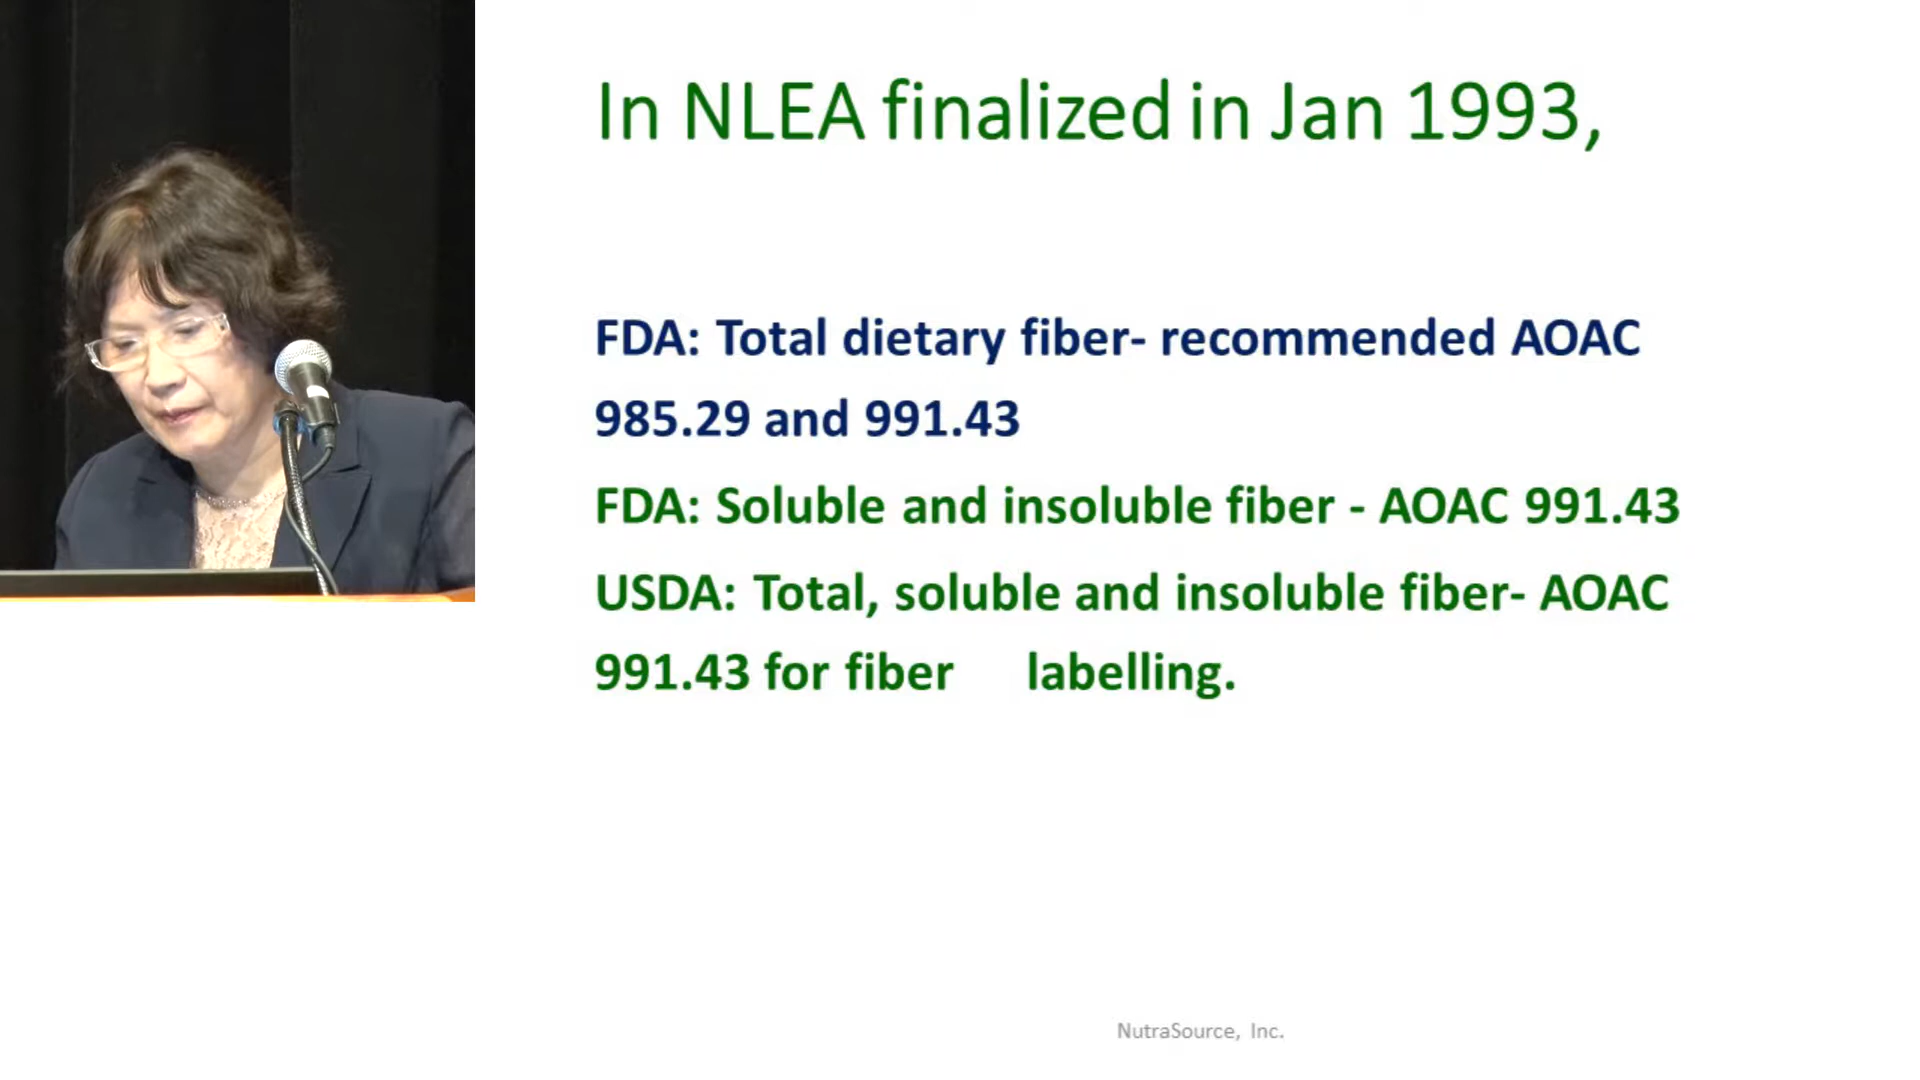 In NLEA finalized in Jan 1993,
FDA: Total dietary fiber- recommended AOAC
985.29 and 991.43
FDA: Soluble and insoluble fiber - AOAC 991.43
USDA: Total, soluble and insoluble fiber- AOAC
991.43 for fiber labelling.
NutraSource, Inc.